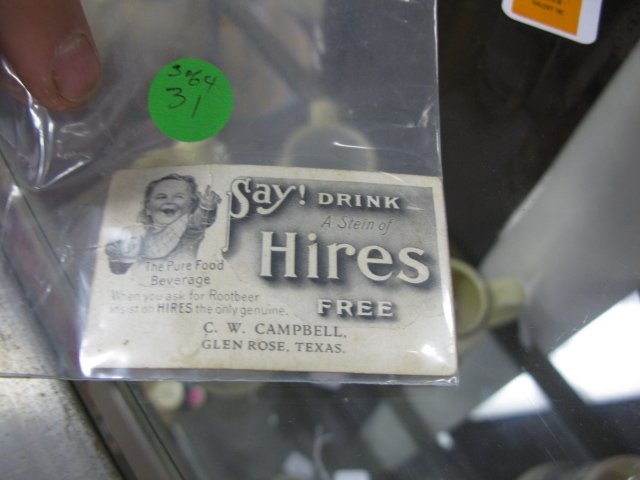 3064
31
Say! DRINK
A Stein of
Hires
FREE
The Pure Food
Beverage
When you ask for Rootbeer
insist on HIRES the only genuine.
C. W. CAMPBELL,
GLEN ROSE, TEXAS.